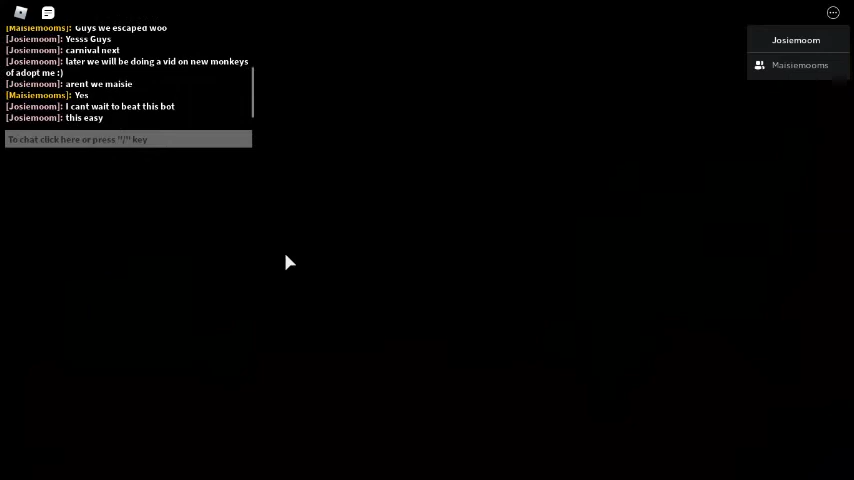 [Maisiemooms]: Guys we escaped woo
[Josiemoom]: Yesss Guys
[Josiemoom]: carnival next
[Josiemoom]: later we will be doing a vid on new monkeys
of adopt me :)
[Josiemoom]: arent we maisie
[Maisiemooms]: Yes
[Josiemoom]: I cant wait to beat this bot
[Josiemoom]: this easy
To chat click here or press "/" key
Josiemoom
Maisiemooms